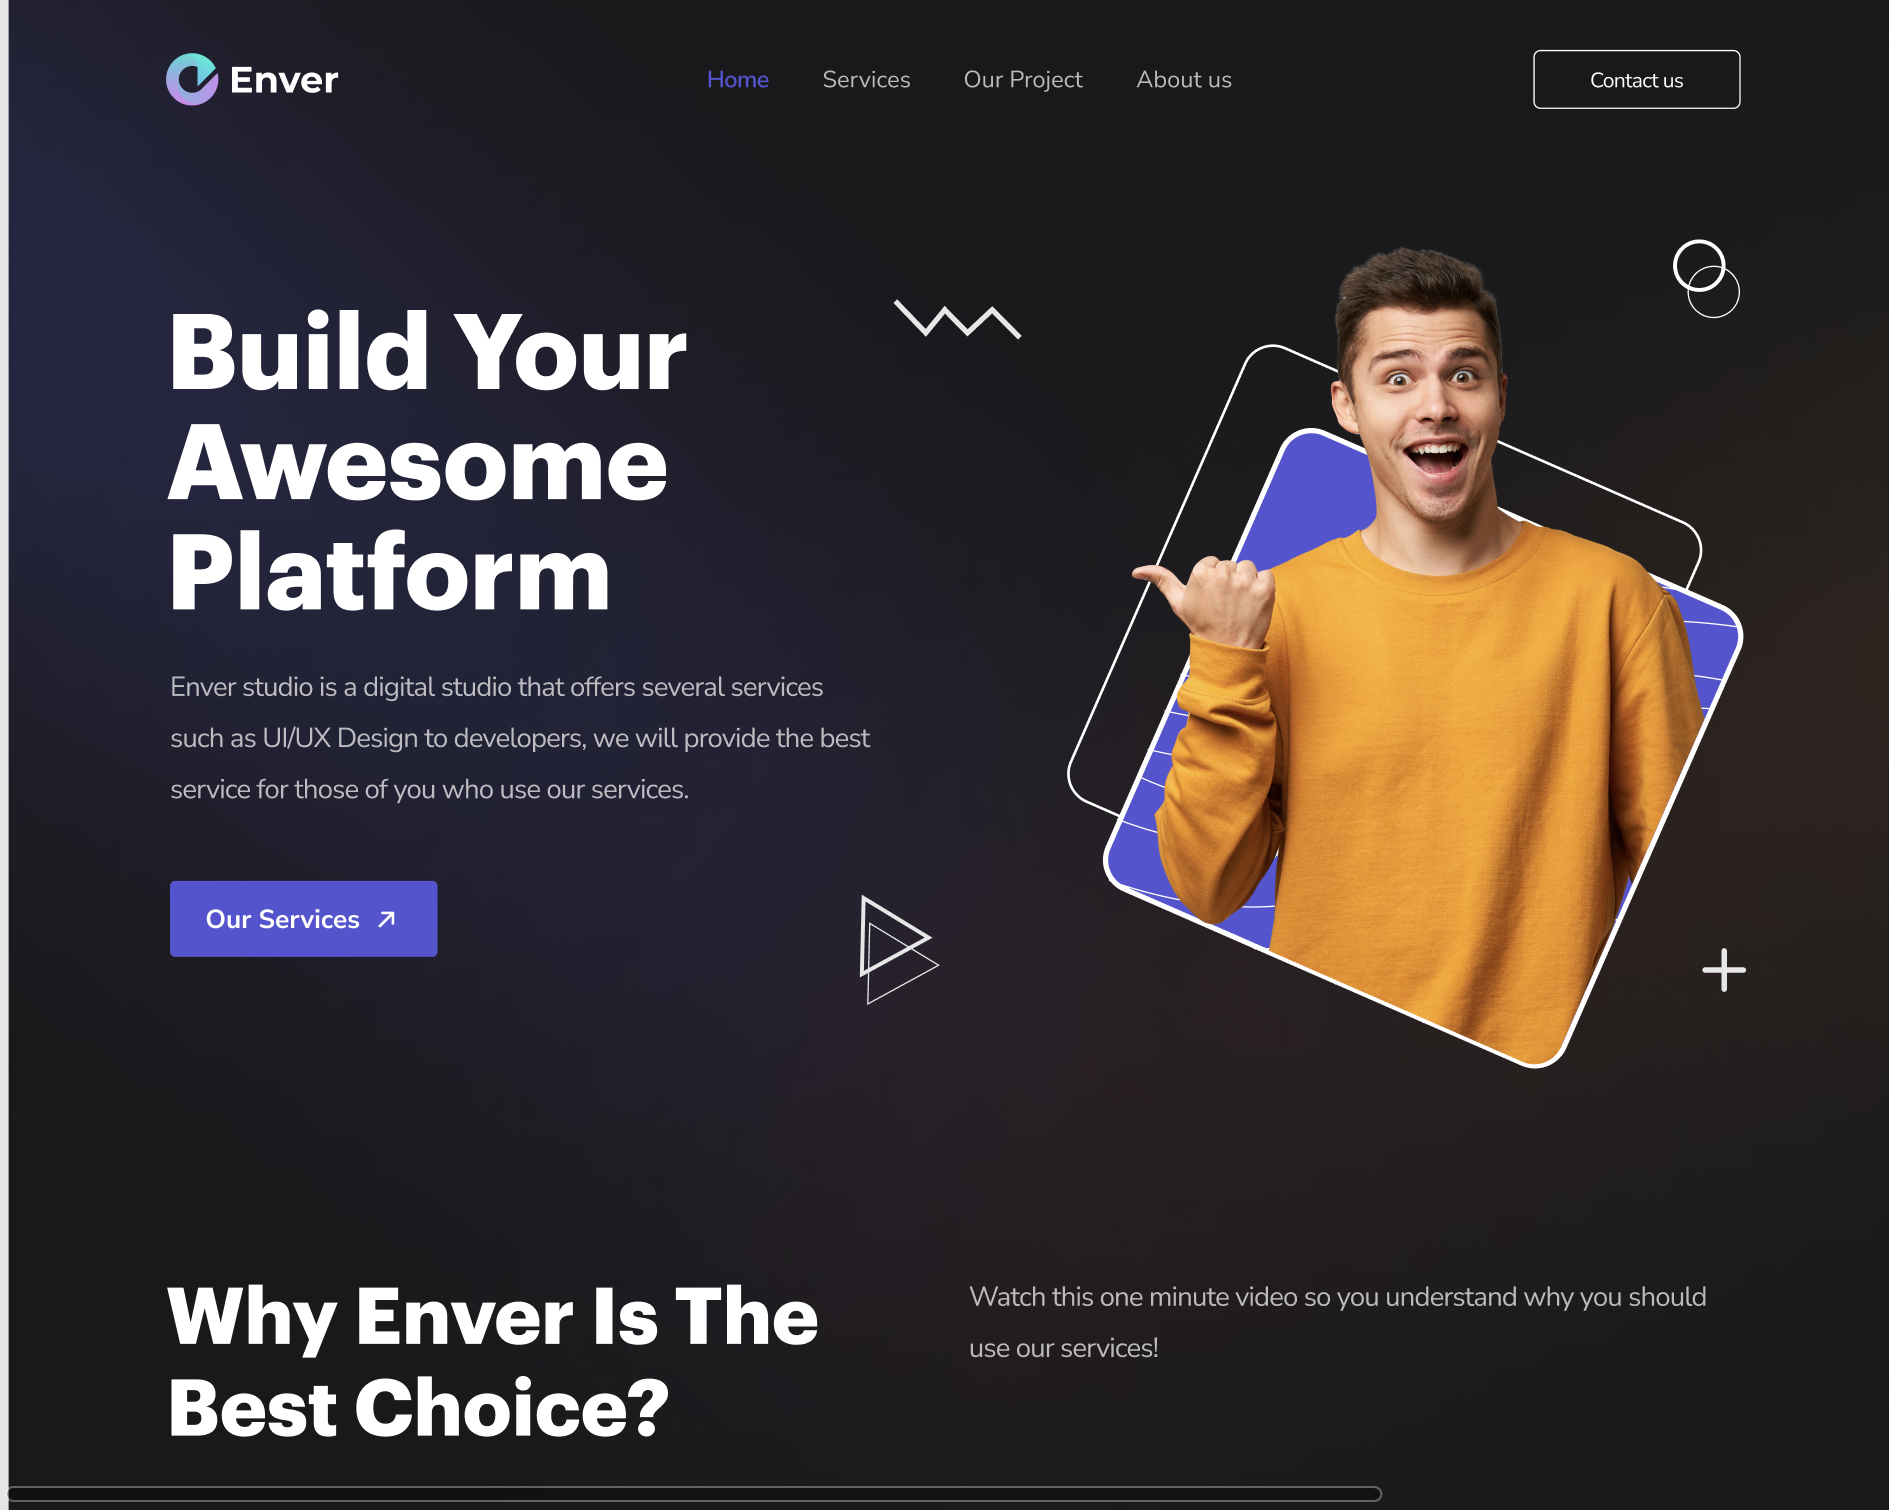 Enver
Home
Services
Our Project
About us
Contact us
Build Your
Awesome
Platform
Enver studio is a digital studio that offers several services
such as UI/UX Design to developers, we will provide the best
service for those of you who use our services.
Our Services
Why Enver Is The
Best Choice?
Watch this one minute video so you understand why you should
use our services!